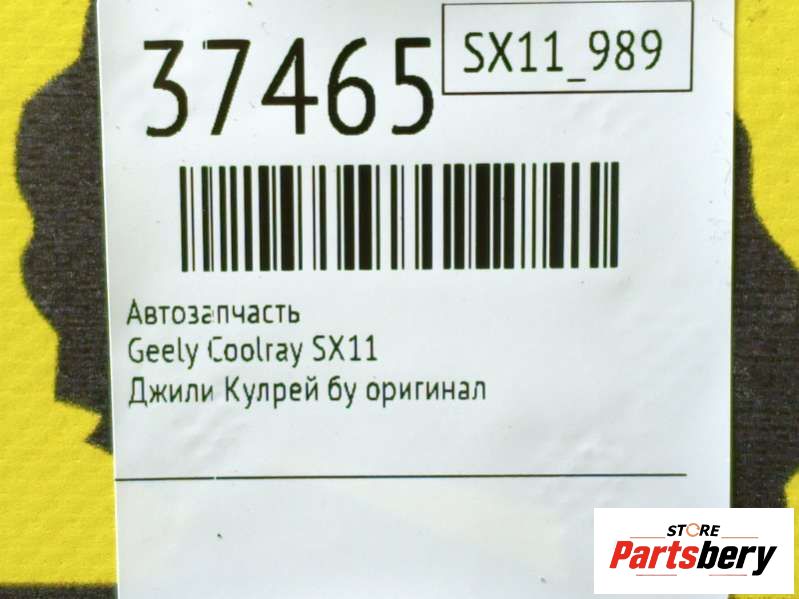 37465
SX11_989
Автозапчасть
Geely Coolray SX11
Джили Кулрей бу оригинал
STORE
Partsbery